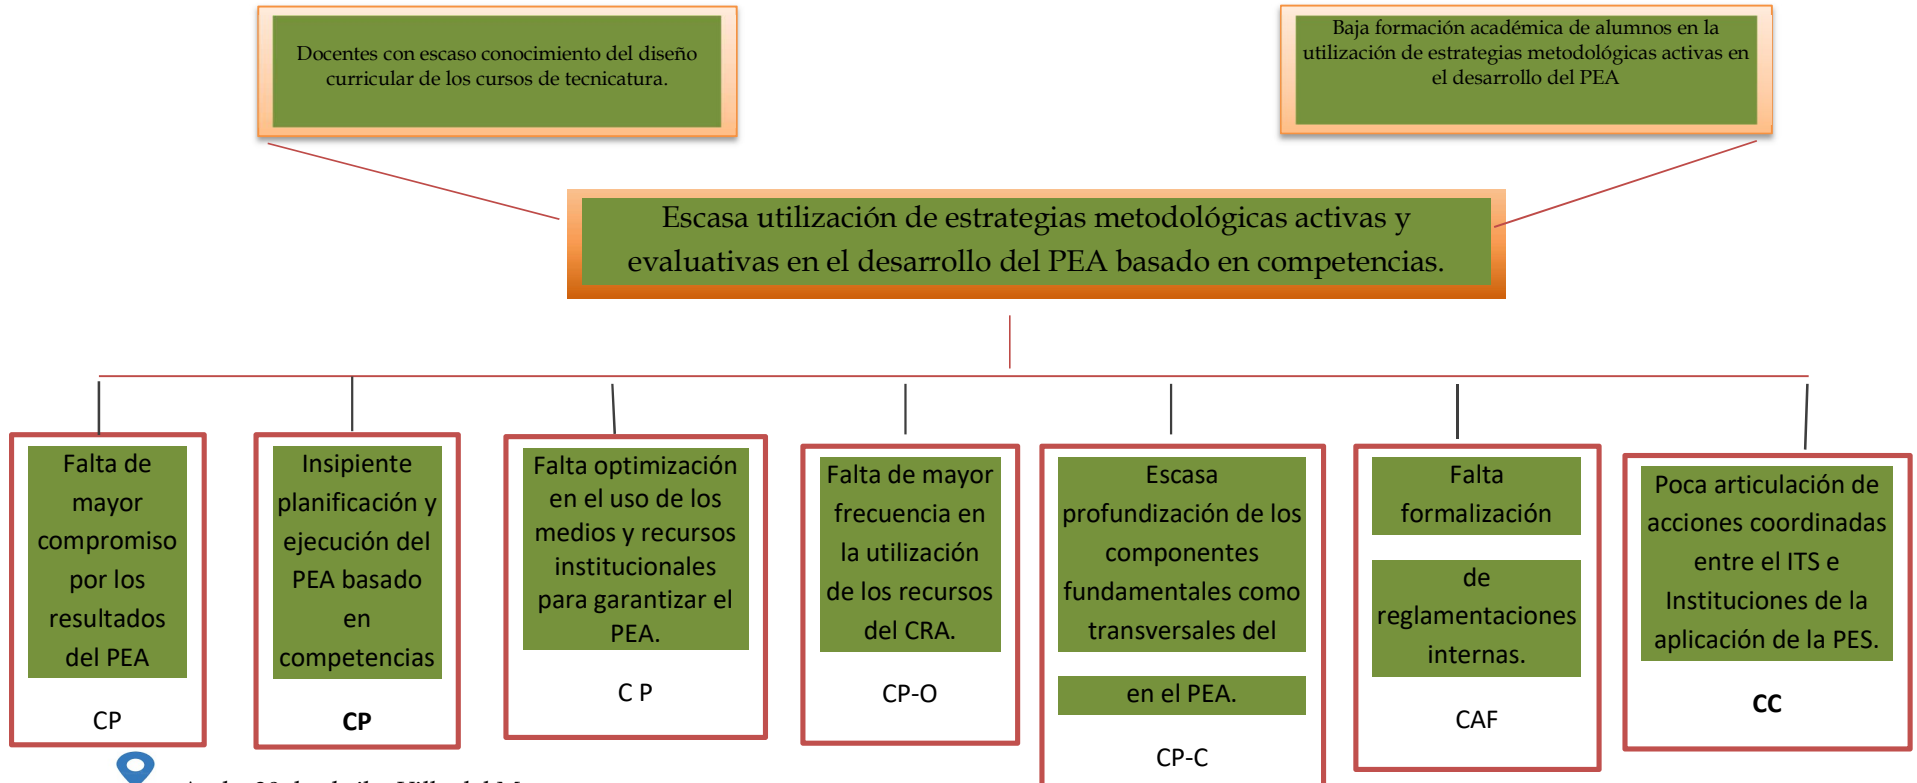 Docentes con escaso conocimiento del diseño
curricular de los cursos de tecnicatura.
Baja formación académica de alumnos en la
utilización de estrategias metodológicas activas en
el desarrollo del PEA
Escasa utilización de estrategias metodológicas activas y
evaluativas en el desarrollo del PEA basado en competencias.
Falta de
mayor
compromiso
por los
resultados
del PEA
CP
Insipiente
planificación y
ejecución del
PEA basado
en
competencias
CP
Falta optimización
en el uso de los
medios y recursos
institucionales
para garantizar el
PEA.
C P
Falta de mayor
frecuencia en
la utilización
de los recursos
del CRA.
CP-O
Escasa
profundización de los
componentes
fundamentales como
transversales del
en el PEA.
CP-C
Falta
formalización
de
reglamentaciones
internas.
CAF
Poca articulación de
acciones coordinadas
entre el ITS e
Instituciones de la
aplicación de la PES.
CC